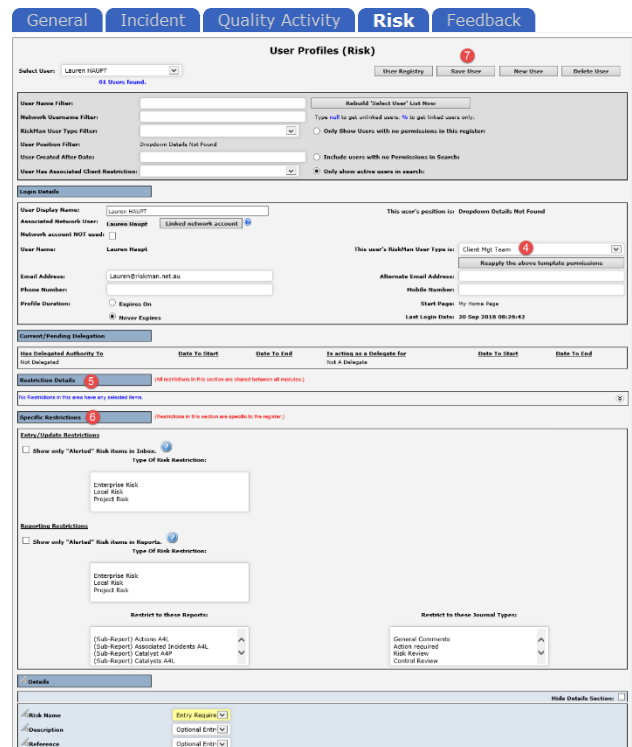 General Incident Quality Activity Risk Feedback
User Profiles (Risk)
7
Select User: Lauren HAUPT User Registry Save User New User Delete User
61 Users found.
User Name Filter: Rebuild 'Select User' List Now
Network Username Filter: Type null to get unlinked users, % to get linked users only.
RiskMan User Type Filter: Only Show Users with no permissions in this register:
User Position Filter: Dropdown Details Not Found
User Created After Date: Include users with no Permissions in Search:
User Has Associated Client Restriction: Only show active users in search:
Login Details
User Display Name: Lauren HAUPT This user's position is: Dropdown Details Not Found
Associated Network User: Lauren Haupt Linked network account
Network account NOT used:
User Name: Lauren Haupt This user's RiskMan User Type is: Client Mgt Team 4
Reapply the above template permissions
Email Address: Lauren@riskman.net.au Alternate Email Address:
Phone Number: Mobile Number:
Profile Duration: Expires On Start Page: My Home Page
Never Expires Last Login Date: 20 Sep 2018 08:26:42
Current/Pending Delegation
Has Delegated Authority To Date To Start Date To End Is acting as a Delegate for Date To Start Date To End
Not Delegated Not A Delegate
Restriction Details 5 (All restrictions in this section are shared between all modules.)
No Restrictions in this area have any selected items.
Specific Restrictions 6 (Restrictions in this section are specific to the register.)
Entry/Update Restrictions
Show only "Alerted" Risk items in Inbox. ?
Type Of Risk Restriction:
Enterprise Risk
Local Risk
Project Risk
Reporting Restrictions
Show only "Alerted" Risk items in Reports. ?
Type Of Risk Restriction:
Enterprise Risk
Local Risk
Project Risk
Restrict to these Reports: Restrict to these Journal Types:
(Sub-Report) Actions A4L General Comments
(Sub-Report) Associated Incidents A4L Action required
(Sub-Report) Catalyst A4P Risk Review
(Sub-Report) Catalysts A4L Control Review
Details
Hide Details Section:
Risk Name Entry Require
Description Optional Entr
Reference Optional Entr